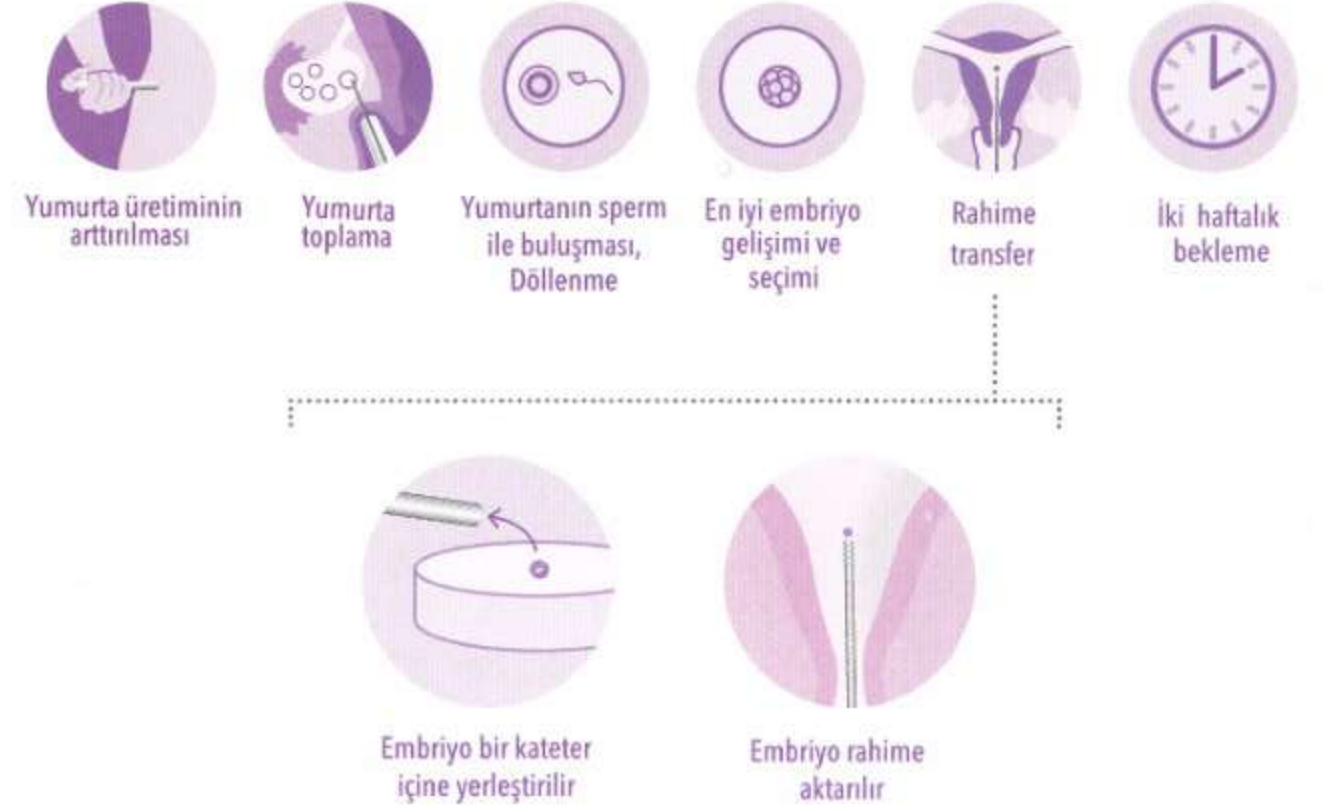 Yumurta üretiminin
arttırılması
Yumurta
toplama
Yumurtanın sperm
ile buluşması,
Döllenme
En iyi embriyo
gelişimi ve
seçimi
Rahime
transfer
İki haftalık
bekleme
Embriyo bir kateter
içine yerleştirilir
Embriyo rahime
aktarılır